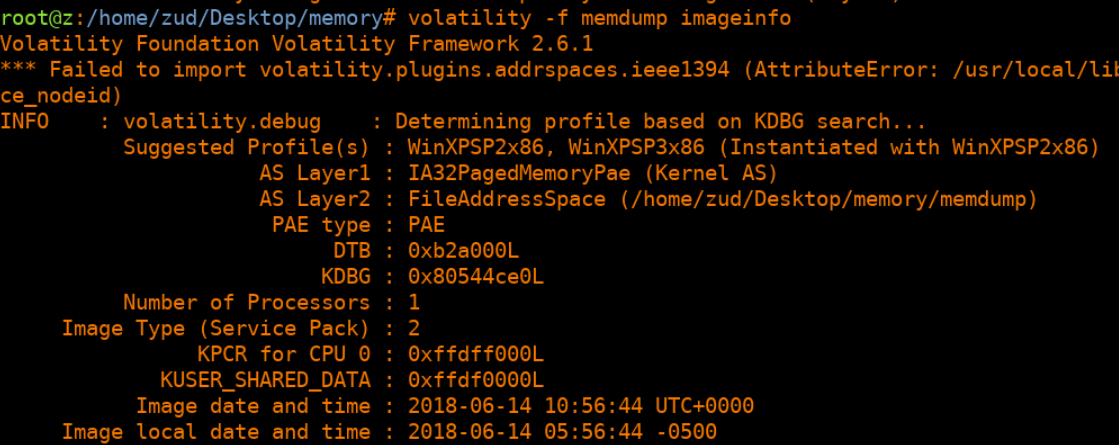 root@z:/home/zud/Desktop/memory# volatility -f memdump imageinfo
Volatility Foundation Volatility Framework 2.6.1
*** Failed to import volatility.plugins.addrspaces.ieee1394 (AttributeError: /usr/local/lib
ce_nodeid)
INFO    : volatility.debug    : Determining profile based on KDBG search...
          Suggested Profile(s) : WinXPSP2x86, WinXPSP3x86 (Instantiated with WinXPSP2x86)
                     AS Layer1 : IA32PagedMemoryPae (Kernel AS)
                     AS Layer2 : FileAddressSpace (/home/zud/Desktop/memory/memdump)
                      PAE type : PAE
                           DTB : 0xb2a000L
                          KDBG : 0x80544ce0L
          Number of Processors : 1
     Image Type (Service Pack) : 2
                KPCR for CPU 0 : 0xffdff000L
             KUSER_SHARED_DATA : 0xffdf0000L
           Image date and time : 2018-06-14 10:56:44 UTC+0000
     Image local date and time : 2018-06-14 05:56:44 -0500